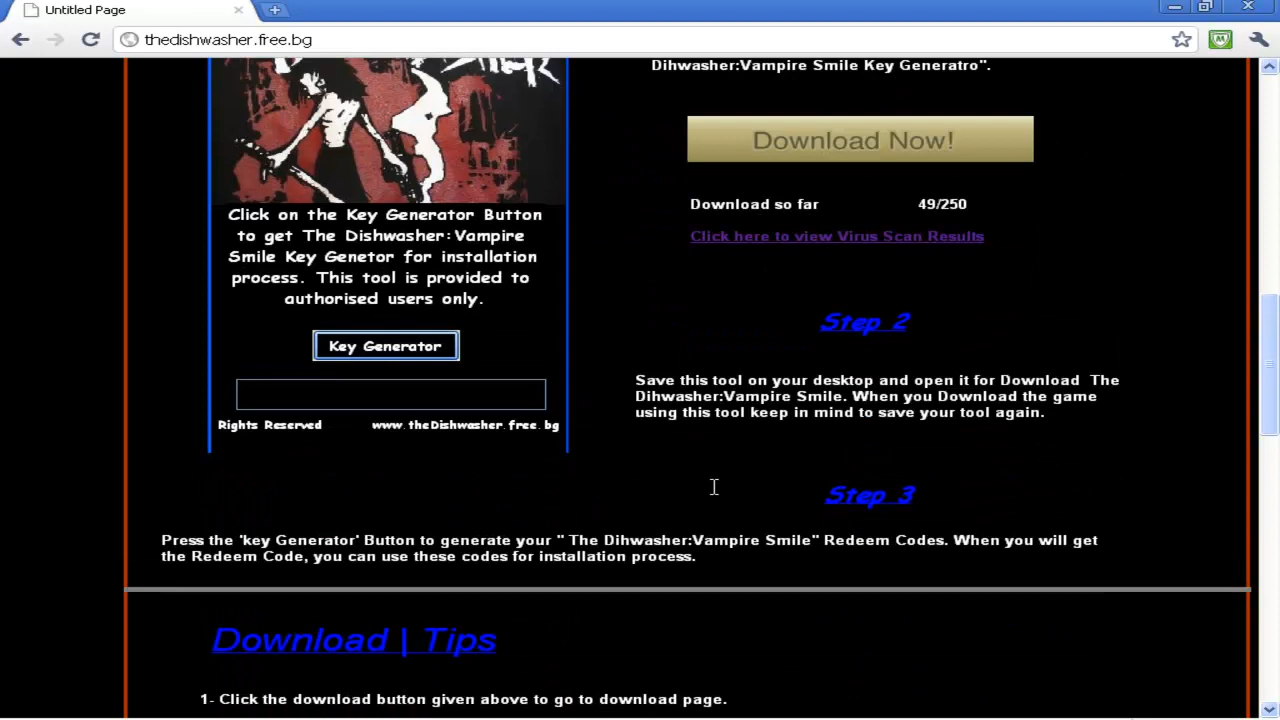 Untitled Page
thedishwasher.free.bg
Dihwasher:Vampire Smile Key Generatro".
Download Now!
Download so far 49/250
Click here to view Virus Scan Results
Click on the Key Generator Button
to get The Dishwasher:Vampire
Smile Key Genetor for installation
process. This tool is provided to
authorised users only.
Key Generator
Rights Reserved www.theDishwasher.free.bg
Step 2
Save this tool on your desktop and open it for Download The
Dihwasher:Vampire Smile. When you Download the game
using this tool keep in mind to save your tool again.
Step 3
Press the 'key Generator' Button to generate your " The Dihwasher:Vampire Smile" Redeem Codes. When you will get
the Redeem Code, you can use these codes for installation process.
Download | Tips
1- Click the download button given above to go to download page.